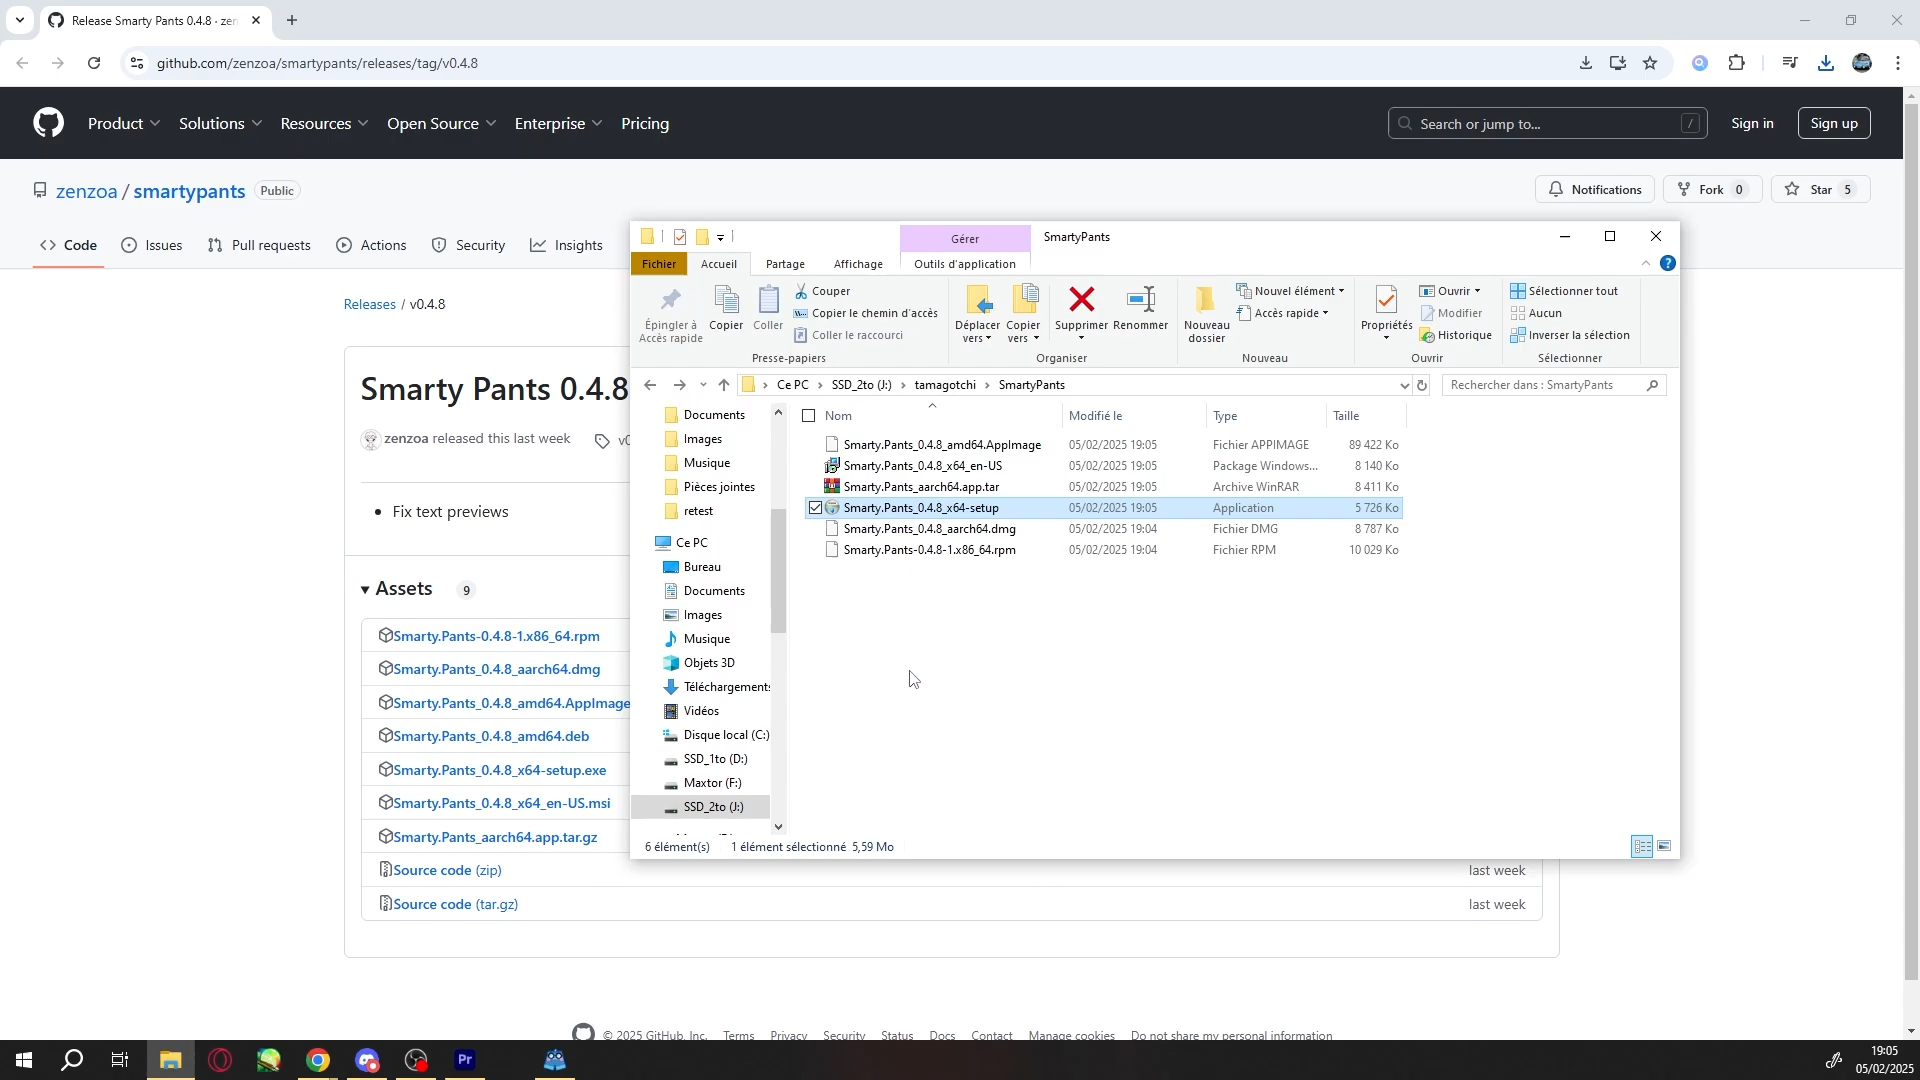 Release Smarty Pants 0.4.8 · zen
github.com/zenzoa/smartypants/releases/tag/v0.4.8
Product
Solutions
Resources
Open Source
Enterprise
Pricing
Search or jump to...
/
Sign in
Sign up
zenzoa / smartypants
Public
Notifications
Fork 0
Star 5
Code
Issues
Pull requests
Actions
Security
Insights
Releases / v0.4.8
Smarty Pants 0.4.8
zenzoa released this last week
Fix text previews
Assets 9
Smarty.Pants-0.4.8-1.x86_64.rpm
Smarty.Pants_0.4.8_aarch64.dmg
Smarty.Pants_0.4.8_amd64.AppImage
Smarty.Pants_0.4.8_amd64.deb
Smarty.Pants_0.4.8_x64-setup.exe
Smarty.Pants_0.4.8_x64_en-US.msi
Smarty.Pants_aarch64.app.tar.gz
Source code (zip)
last week
Source code (tar.gz)
last week
© 2025 GitHub, Inc.
Terms
Privacy
Security
Status
Docs
Contact
Manage cookies
Do not share my personal information
Gérer
SmartyPants
Fichier
Accueil
Partage
Affichage
Outils d'application
?
Épingler à
Accès rapide
Copier
Coller
Couper
Copier le chemin d'accès
Coller le raccourci
Presse-papiers
Déplacer
vers
Copier
vers
Supprimer
Renommer
Organiser
Nouveau
dossier
Nouvel élément
Accès rapide
Nouveau
Propriétés
Ouvrir
Modifier
Historique
Ouvrir
Sélectionner tout
Aucun
Inverser la sélection
Sélectionner
Ce PC
SSD_2to (J:)
tamagotchi
SmartyPants
Rechercher dans : SmartyPants
Documents
Images
Musique
Pièces jointes
retest
Ce PC
Bureau
Documents
Images
Musique
Objets 3D
Téléchargements
Vidéos
Disque local (C:)
SSD_1to (D:)
Maxtor (F:)
SSD_2to (J:)
Nom
Modifié le
Type
Taille
Smarty.Pants_0.4.8_amd64.AppImage 05/02/2025 19:05 Fichier APPIMAGE 89 422 Ko
Smarty.Pants_0.4.8_x64_en-US 05/02/2025 19:05 Package Windows... 8 140 Ko
Smarty.Pants_aarch64.app.tar 05/02/2025 19:05 Archive WinRAR 8 411 Ko
Smarty.Pants_0.4.8_x64-setup 05/02/2025 19:05 Application 5 726 Ko
Smarty.Pants_0.4.8_aarch64.dmg 05/02/2025 19:04 Fichier DMG 8 787 Ko
Smarty.Pants-0.4.8-1.x86_64.rpm 05/02/2025 19:04 Fichier RPM 10 029 Ko
6 élément(s)
1 élément sélectionné 5,59 Mo
Pr
19:05
05/02/2025